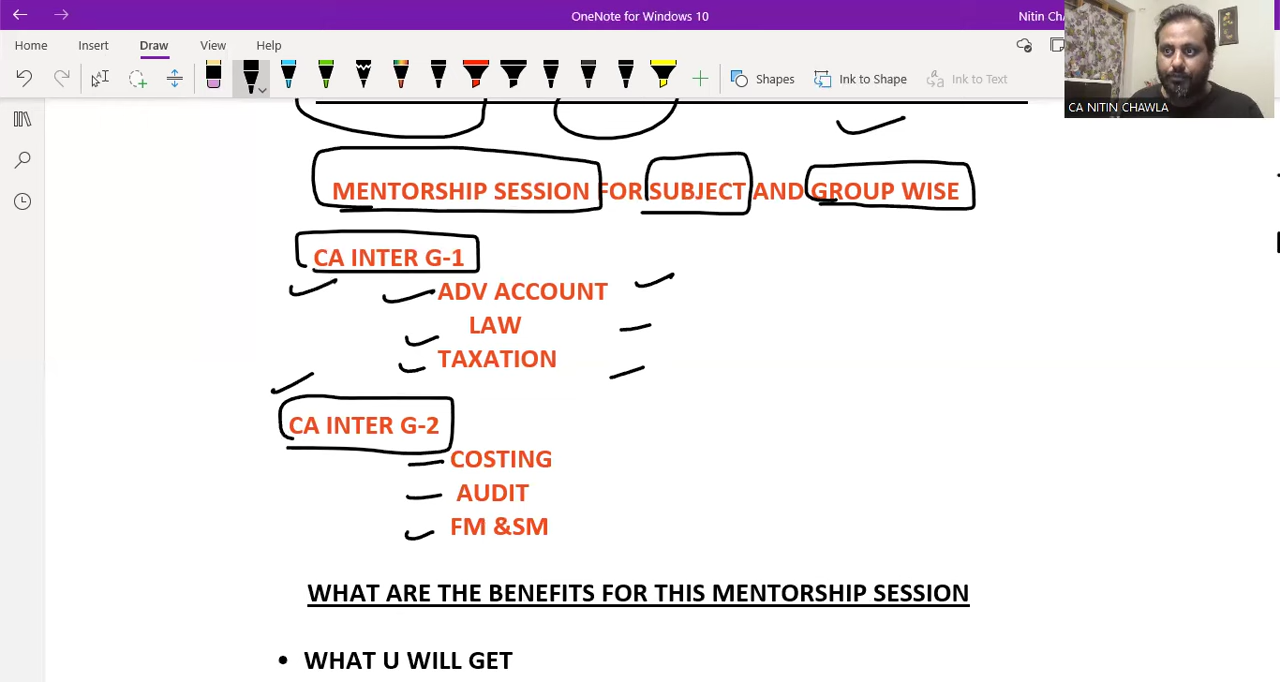 OneNote for Windows 10
Nitin Cha
Home Insert Draw View Help
Shapes Ink to Shape Ink to Text
CA NITIN CHAWLA
MENTORSHIP SESSION FOR SUBJECT AND GROUP WISE
CA INTER G-1
ADV ACCOUNT
LAW
TAXATION
CA INTER G-2
COSTING
AUDIT
FM &SM
WHAT ARE THE BENEFITS FOR THIS MENTORSHIP SESSION
• WHAT U WILL GET